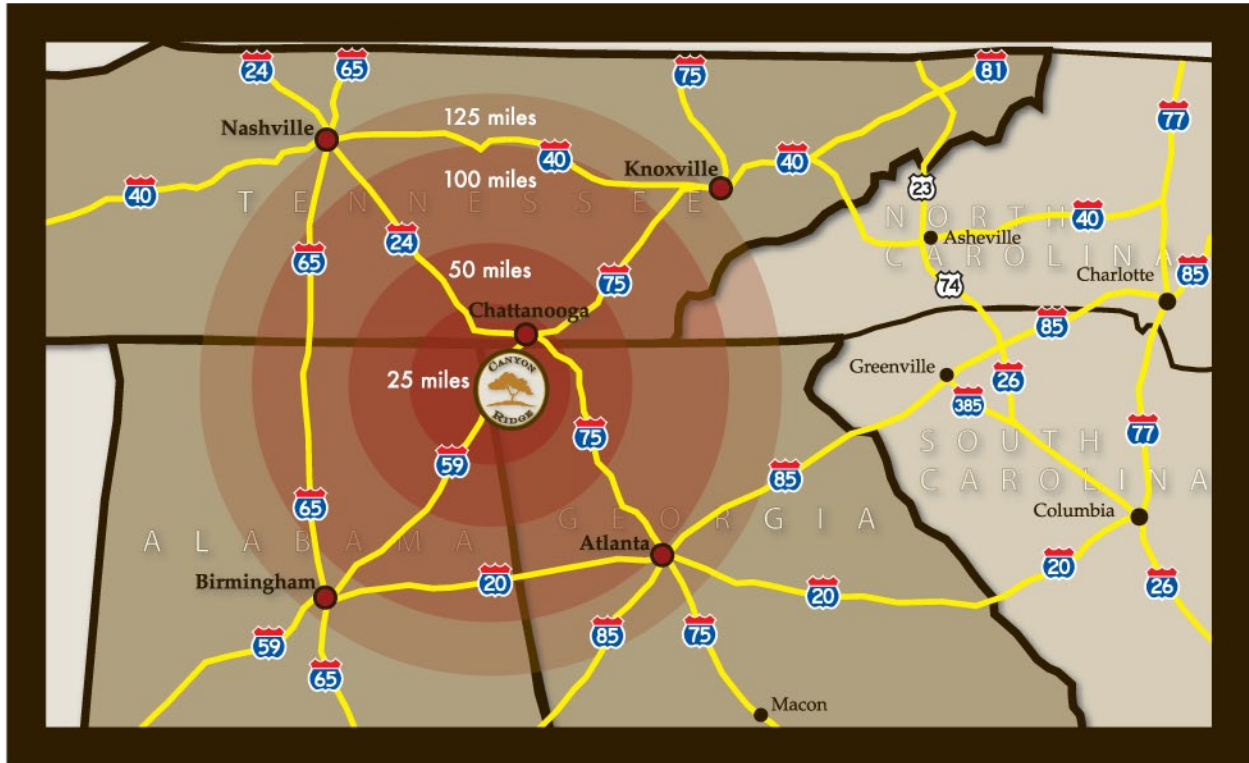 24
65
75
81
77
125 miles
Nashville
40
Knoxville
40
40
100 miles
23
TENNESSEE
NORTH
CAROLINA
40
24
Asheville
65
50 miles
75
74
Charlotte
85
Chattanooga
85
25 miles
CANYON
RIDGE
Greenville
26
385
75
77
59
SOUTH
CAROLINA
85
65
Columbia
ALABAMA
GEORGIA
Atlanta
Birmingham
20
20
20
26
59
85
75
65
Macon